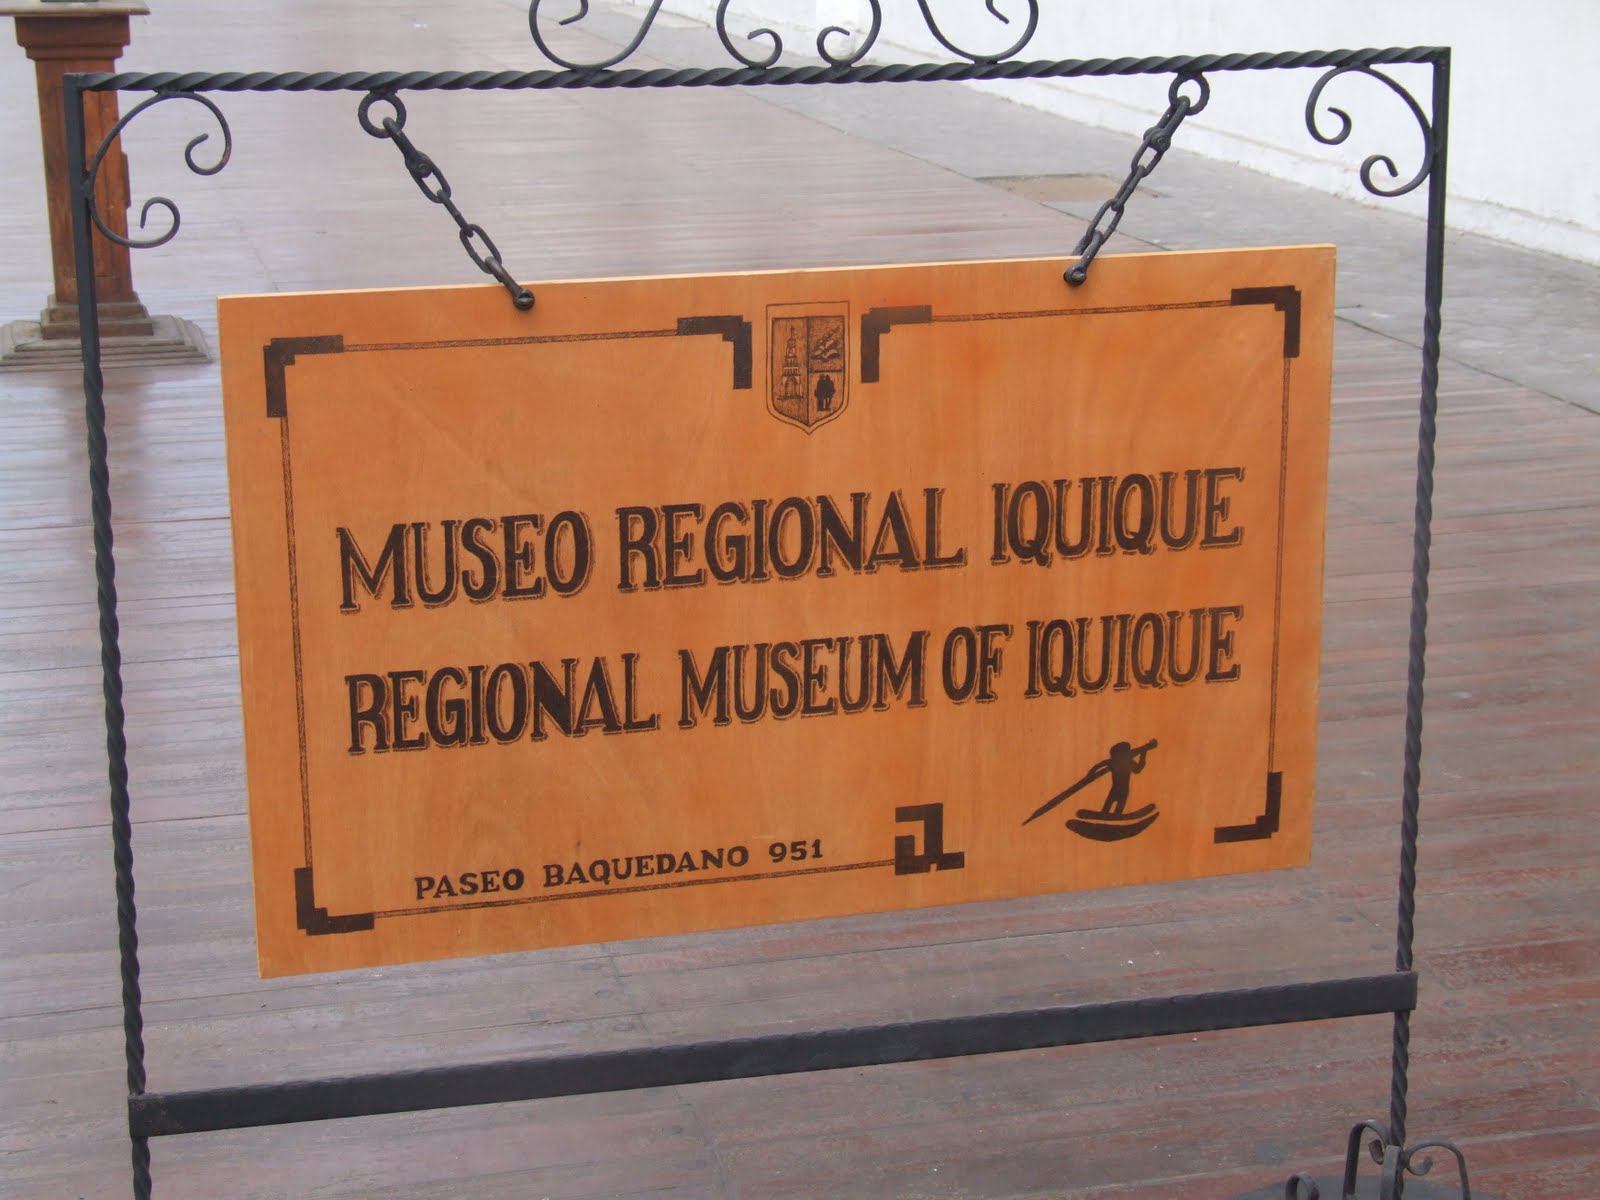 MUSEO REGIONAL IQUIQUE
REGIONAL MUSEUM OF IQUIQUE
PASEO BAQUEDANO 951